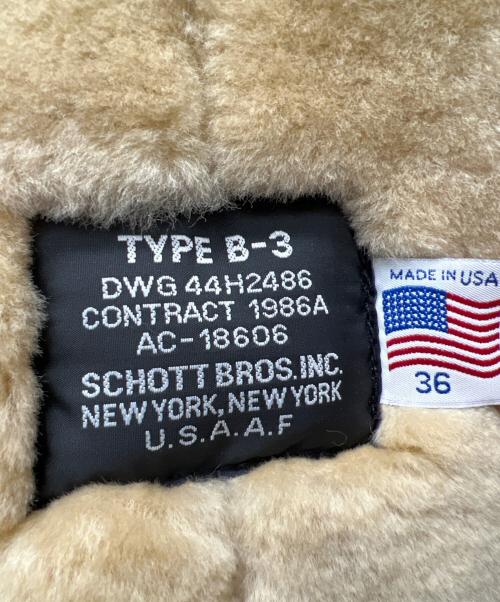 TYPE B-3
DWG 44H2486
CONTRACT 1986A
AC-18606
SCHOTT BROS.INC.
NEW YORK,NEW YORK
U.S.A.A.F
MADE IN USA
36